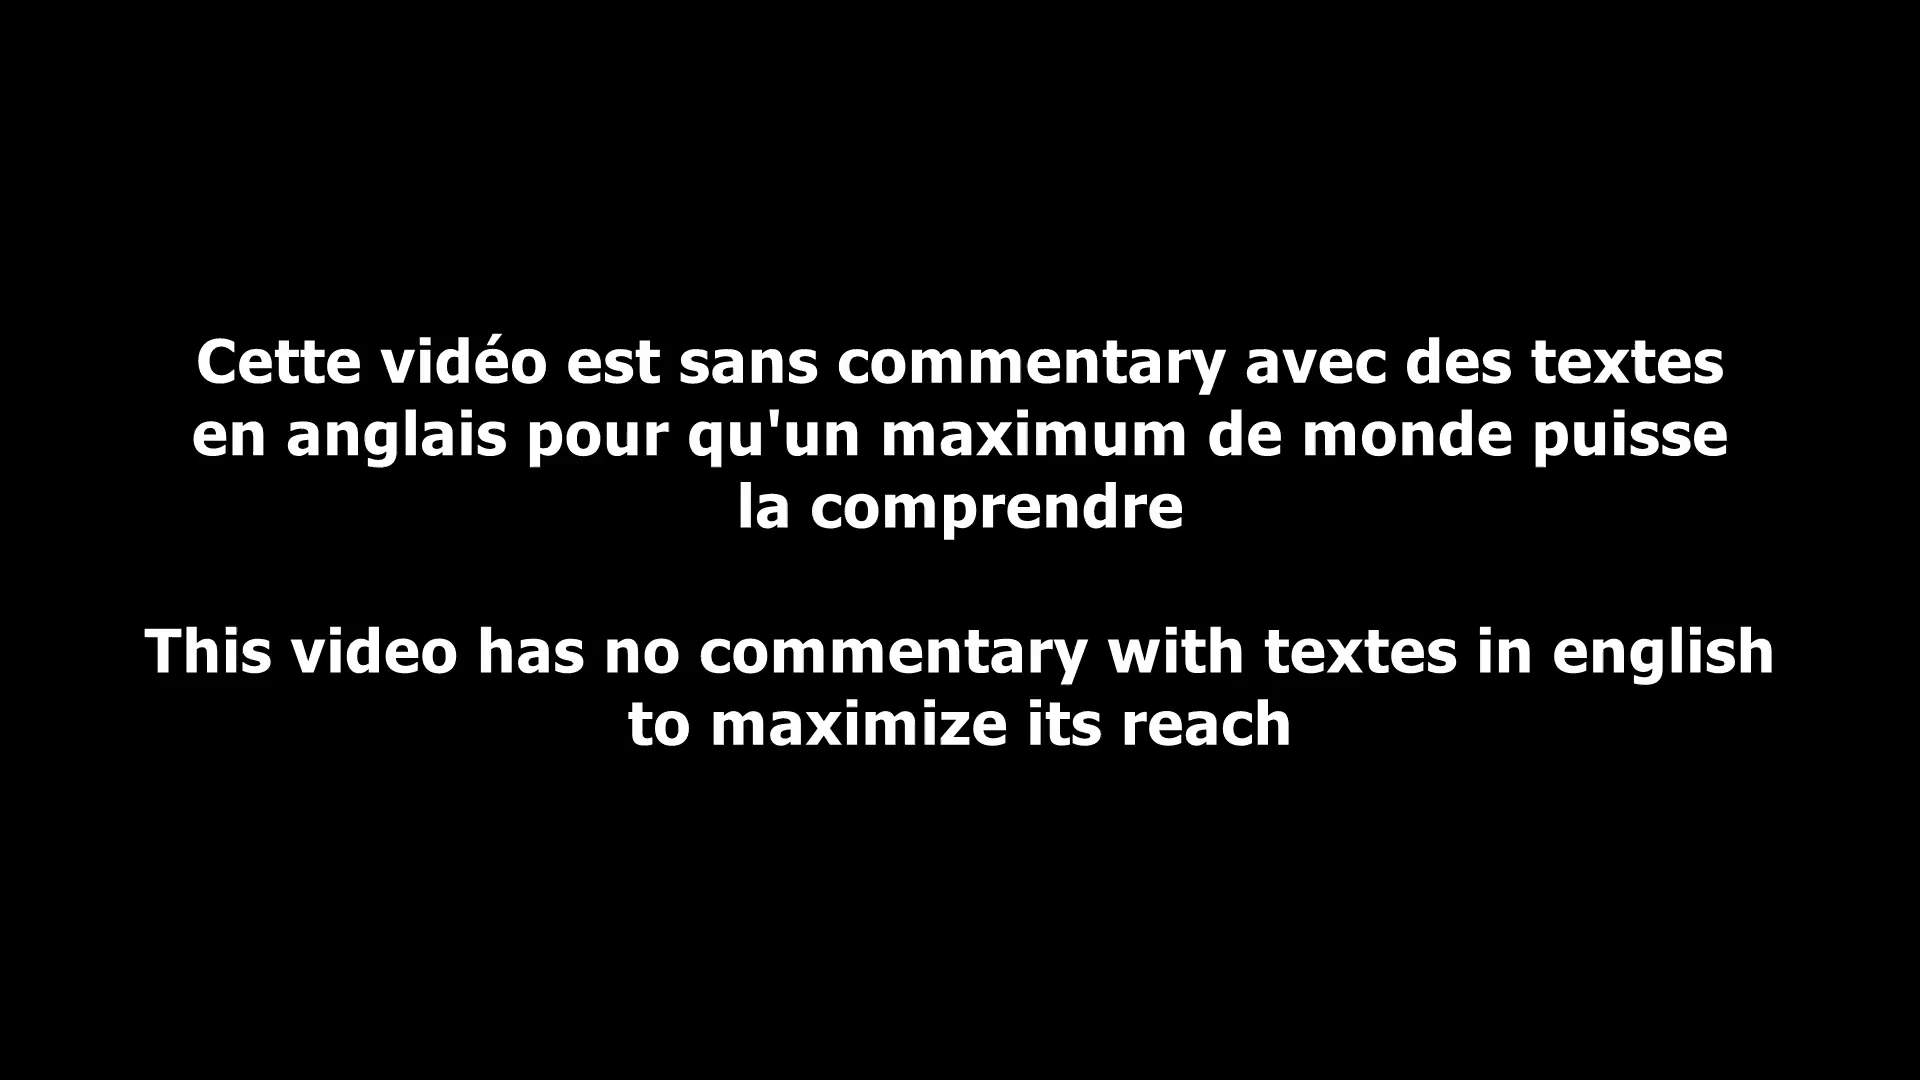 Cette vidéo est sans commentary avec des textes
en anglais pour qu'un maximum de monde puisse
la comprendre
This video has no commentary with textes in english
to maximize its reach